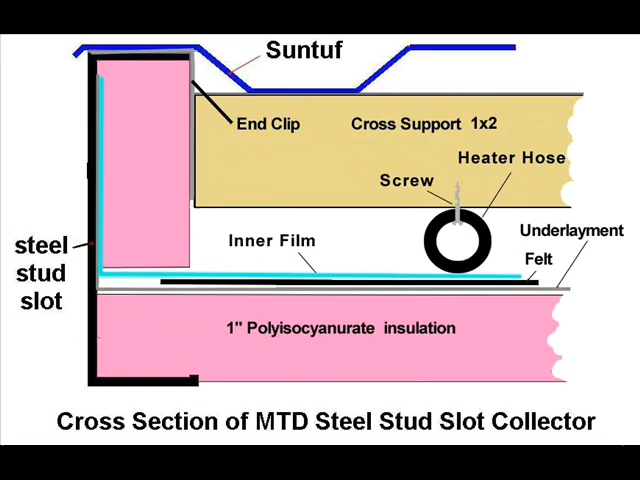 Suntuf
End Clip
Cross Support 1x2
Heater Hose
Screw
Underlayment
Inner Film
Felt
steel
stud
slot
1" Polyisocyanurate insulation
Cross Section of MTD Steel Stud Slot Collector